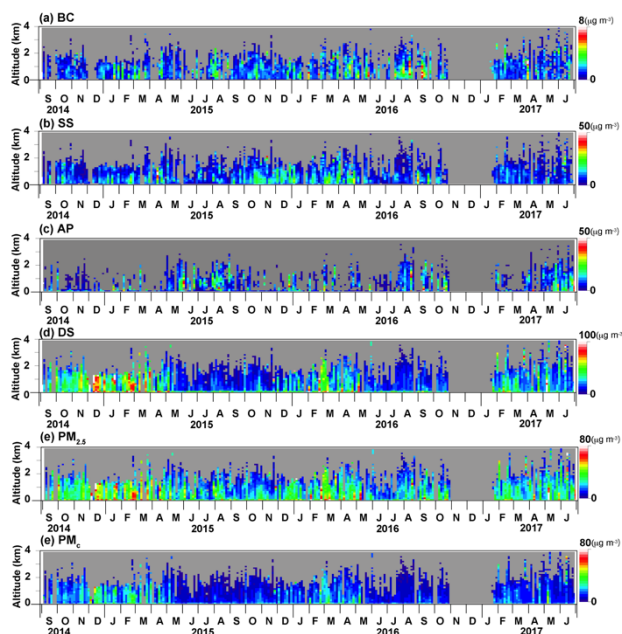 (a) BC 8(μg m⁻³)
4
Altitude (km)
2
0 0
S O N D J F M A M J J A S O N D J F M A M J J A S O N D J F M A M J
2014 2015 2016 2017
(b) SS 50(μg m⁻³)
4
Altitude (km)
2
0 0
S O N D J F M A M J J A S O N D J F M A M J J A S O N D J F M A M J
2014 2015 2016 2017
(c) AP 50(μg m⁻³)
4
Altitude (km)
2
0 0
S O N D J F M A M J J A S O N D J F M A M J J A S O N D J F M A M J
2014 2015 2016 2017
(d) DS 100(μg m⁻³)
4
Altitude (km)
2
0 0
S O N D J F M A M J J A S O N D J F M A M J J A S O N D J F M A M J
2014 2015 2016 2017
(e) PM₂.₅ 80(μg m⁻³)
4
Altitude (km)
2
0 0
S O N D J F M A M J J A S O N D J F M A M J J A S O N D J F M A M J
2014 2015 2016 2017
(e) PMc 80(μg m⁻³)
4
Altitude (km)
2
0 0
S O N D J F M A M J J A S O N D J F M A M J J A S O N D J F M A M J
2014 2015 2016 2017